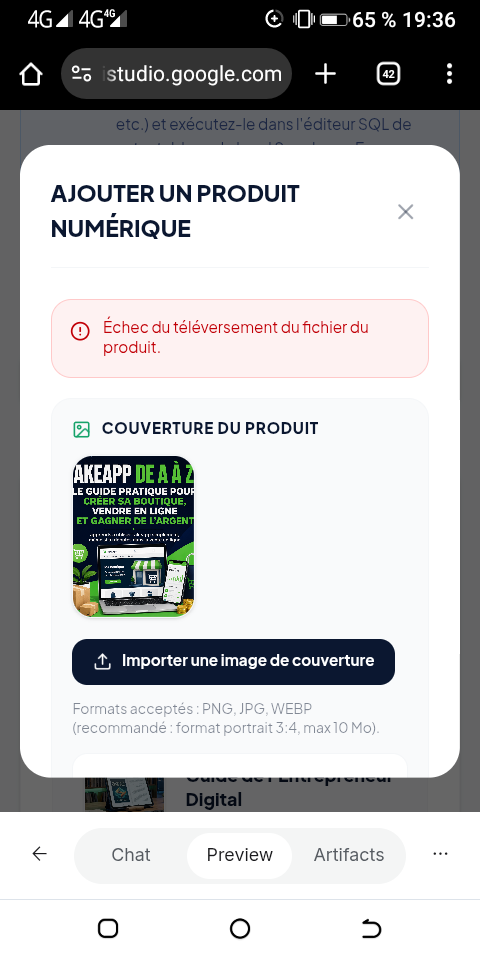 4G 4G 4G 65 % 19:36
istudio.google.com 42
etc.) et exécutez-le dans l'éditeur SQL de
AJOUTER UN PRODUIT
NUMÉRIQUE
Échec du téléversement du fichier du
produit.
COUVERTURE DU PRODUIT
AKEAPP DE A À Z
LE GUIDE PRATIQUE POUR
CRÉER SA BOUTIQUE,
VENDRE EN LIGNE
ET GAGNER DE L'ARGENT
Importer une image de couverture
Formats acceptés : PNG, JPG, WEBP
(recommandé : format portrait 3:4, max 10 Mo).
Guide de l'Entrepreneur
Digital
Chat Preview Artifacts